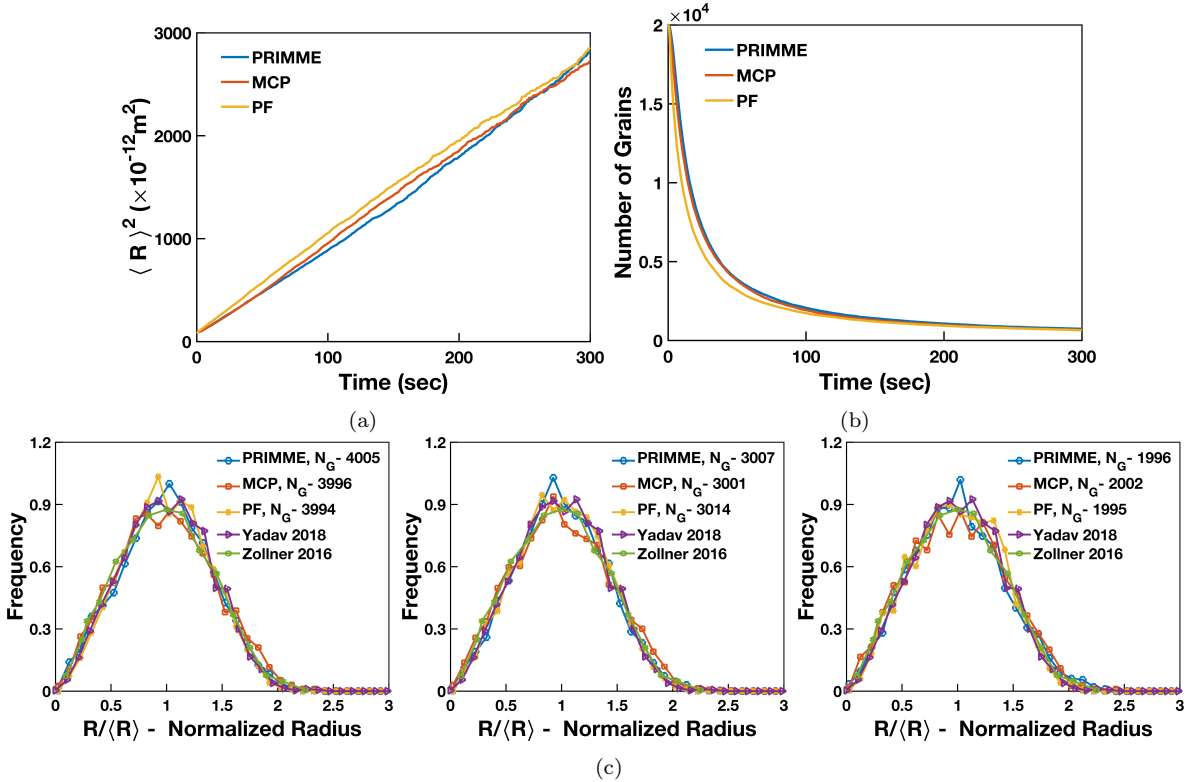 3000
2000
1000
0
⟨ R ⟩² (×10⁻¹²m²)
PRIMME
MCP
PF
0 100 200 300
Time (sec)
(a)
2 ×10⁴
1.5
1
0.5
0
Number of Grains
PRIMME
MCP
PF
0 100 200 300
Time (sec)
(b)
1.2
0.9
0.6
0.3
0
Frequency
PRIMME, N_G- 4005
MCP, N_G- 3996
PF, N_G- 3994
Yadav 2018
Zollner 2016
0 0.5 1 1.5 2 2.5 3
R/⟨R⟩ - Normalized Radius
1.2
0.9
0.6
0.3
0
Frequency
PRIMME, N_G- 3007
MCP, N_G- 3001
PF, N_G- 3014
Yadav 2018
Zollner 2016
0 0.5 1 1.5 2 2.5 3
R/⟨R⟩ - Normalized Radius
1.2
0.9
0.6
0.3
0
Frequency
PRIMME, N_G- 1996
MCP, N_G- 2002
PF, N_G- 1995
Yadav 2018
Zollner 2016
0 0.5 1 1.5 2 2.5 3
R/⟨R⟩ - Normalized Radius
(c)